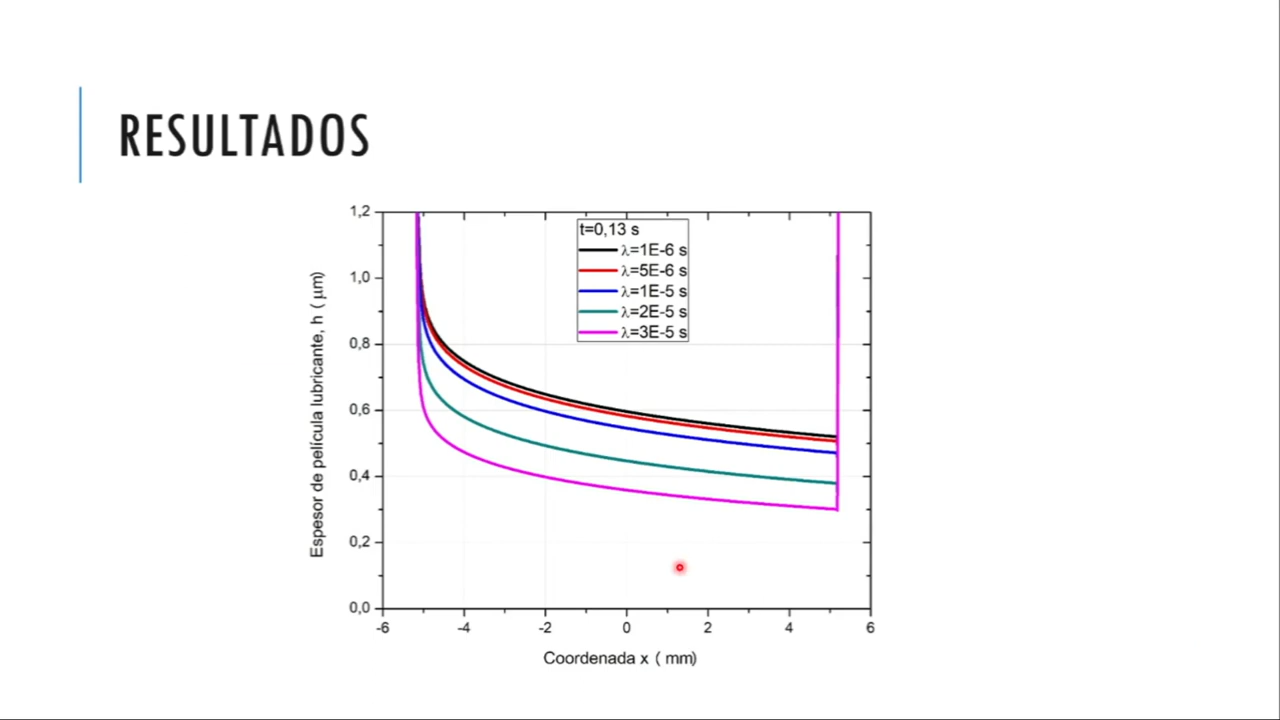 RESULTADOS
t=0,13 s
λ=1E-6 s
λ=5E-6 s
λ=1E-5 s
λ=2E-5 s
λ=3E-5 s
1,2
1,0
0,8
0,6
0,4
0,2
0,0
Espesor de película lubricante, h ( μm)
-6 -4 -2 0 2 4 6
Coordenada x ( mm)